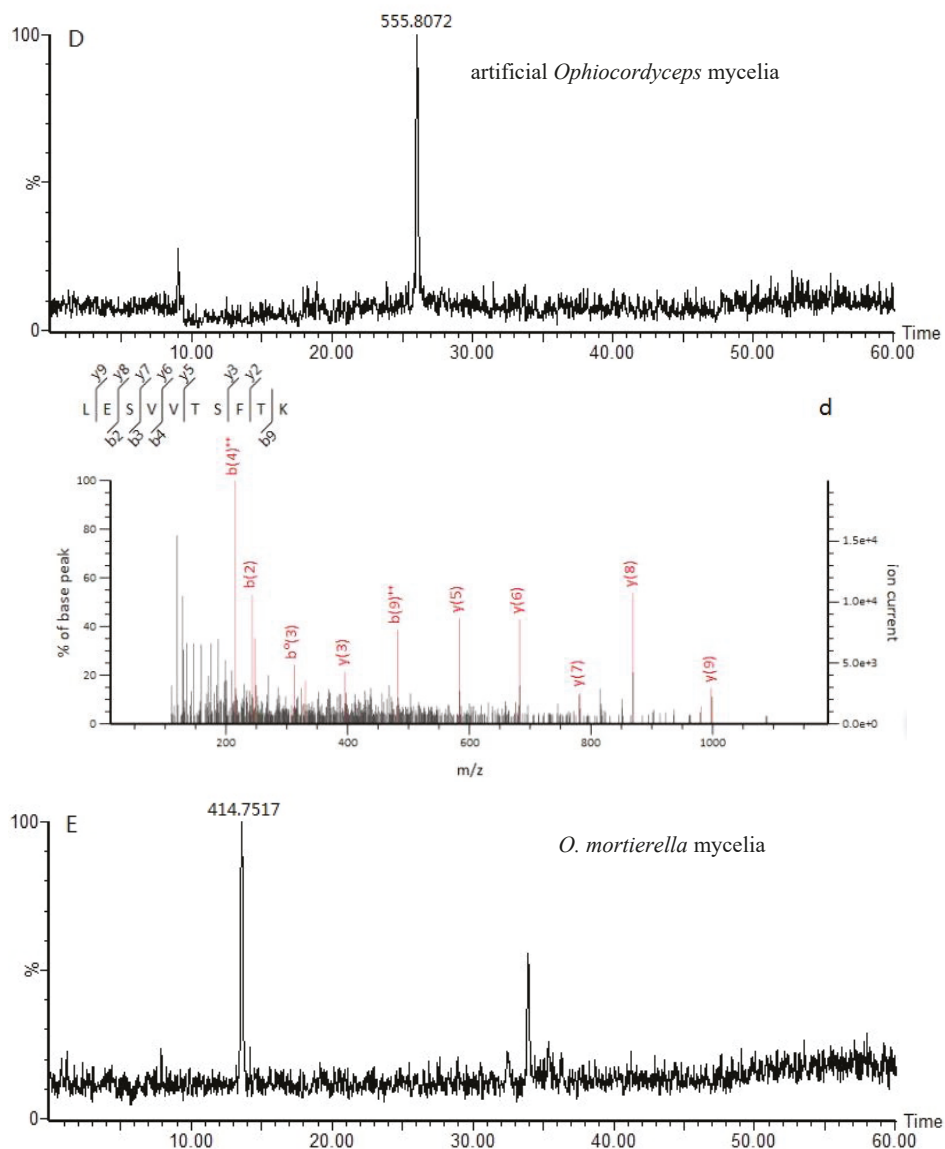 D
555.8072
artificial Ophiocordyceps mycelia
100
%
0
10.00 20.00 30.00 40.00 50.00 60.00
Time
y9 y8 y7 y6 y5 y3 y2
L E S V V T S F T K
b2 b3 b4 b9
d
b(4)++
b(2)
b°(3)
y(3)
b(9)++
y(5)
y(6)
y(7)
y(8)
y(9)
% of base peak
100
80
60
40
20
0
200 400 600 800 1000
m/z
1.5e+4
1.0e+4
5.0e+3
0.0e+0
ion current
E
414.7517
O. mortierella mycelia
100
%
0
10.00 20.00 30.00 40.00 50.00 60.00
Time